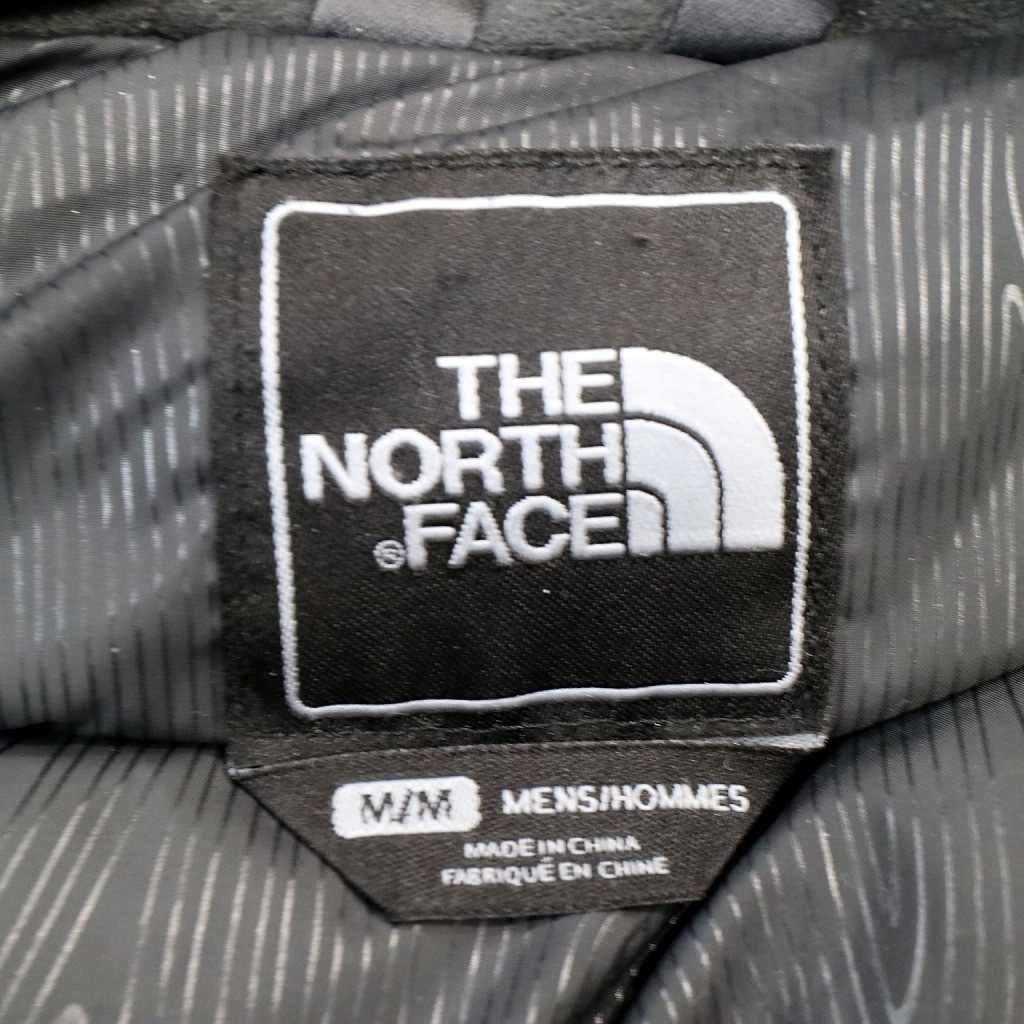 THE
NORTH
®FACE
M/M MENS/HOMMES
MADE IN CHINA
FABRIQUÉ EN CHINE